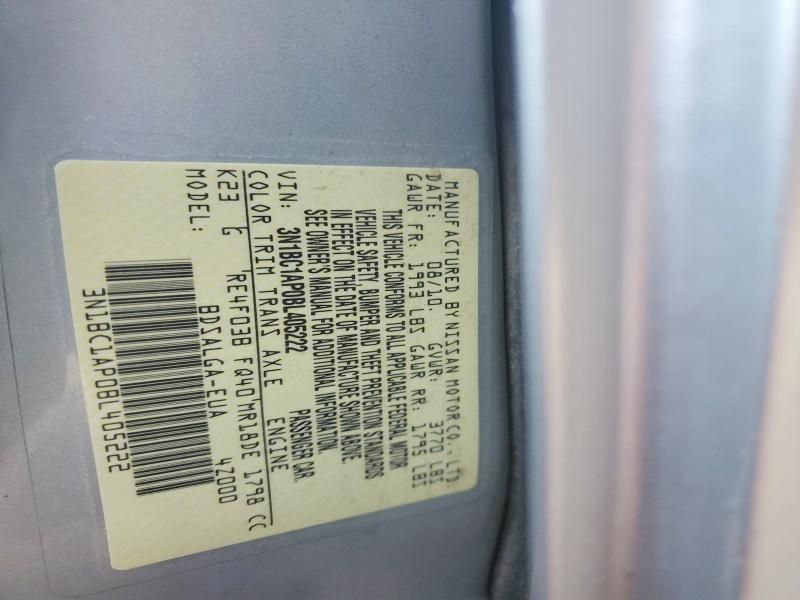 MANUFACTURED BY NISSAN MOTOR CO., LTD.
DATE: 08/10. GVWR: 3770 LBS
GAWR FR: 1993 LBS GAWR RR: 1795 LBS
THIS VEHICLE CONFORMS TO ALL APPLICABLE FEDERAL MOTOR
VEHICLE SAFETY, BUMPER AND THEFT PREVENTION STANDARDS
IN EFFECT ON THE DATE OF MANUFACTURE SHOWN ABOVE.
SEE OWNER'S MANUAL FOR ADDITIONAL INFORMATION.
VIN: 3N1BC1AP0BL405222 PASSENGER CAR.
COLOR TRIM TRANS AXLE ENGINE
K23 G RE4F03B FQ40 MR18DE 1798 CC
MODEL: BDSALGA-EUA 4Z000
3N1BC1AP0BL405222